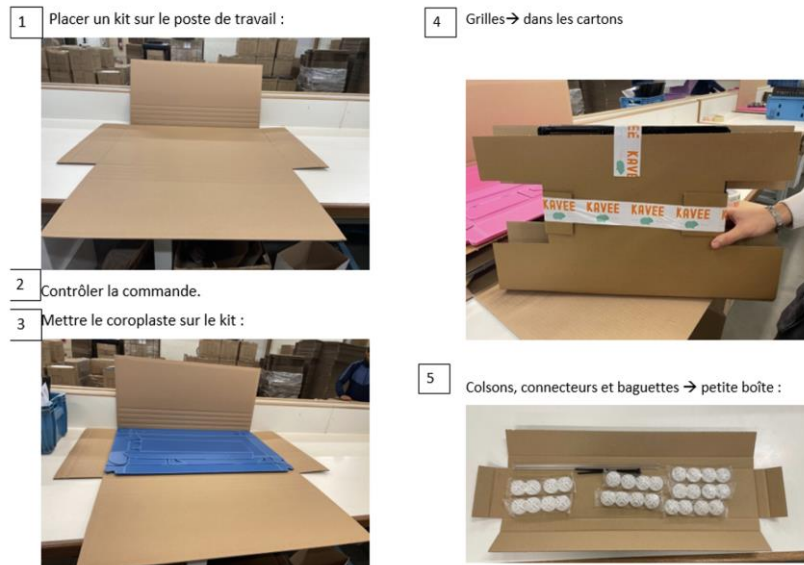 1 Placer un kit sur le poste de travail :
2 Contrôler la commande.
3 Mettre le coroplaste sur le kit :
4 Grilles→ dans les cartons
KAVEE
KAVEE KAVEE KAVEE KAVEE
5 Colsons, connecteurs et baguettes → petite boîte :